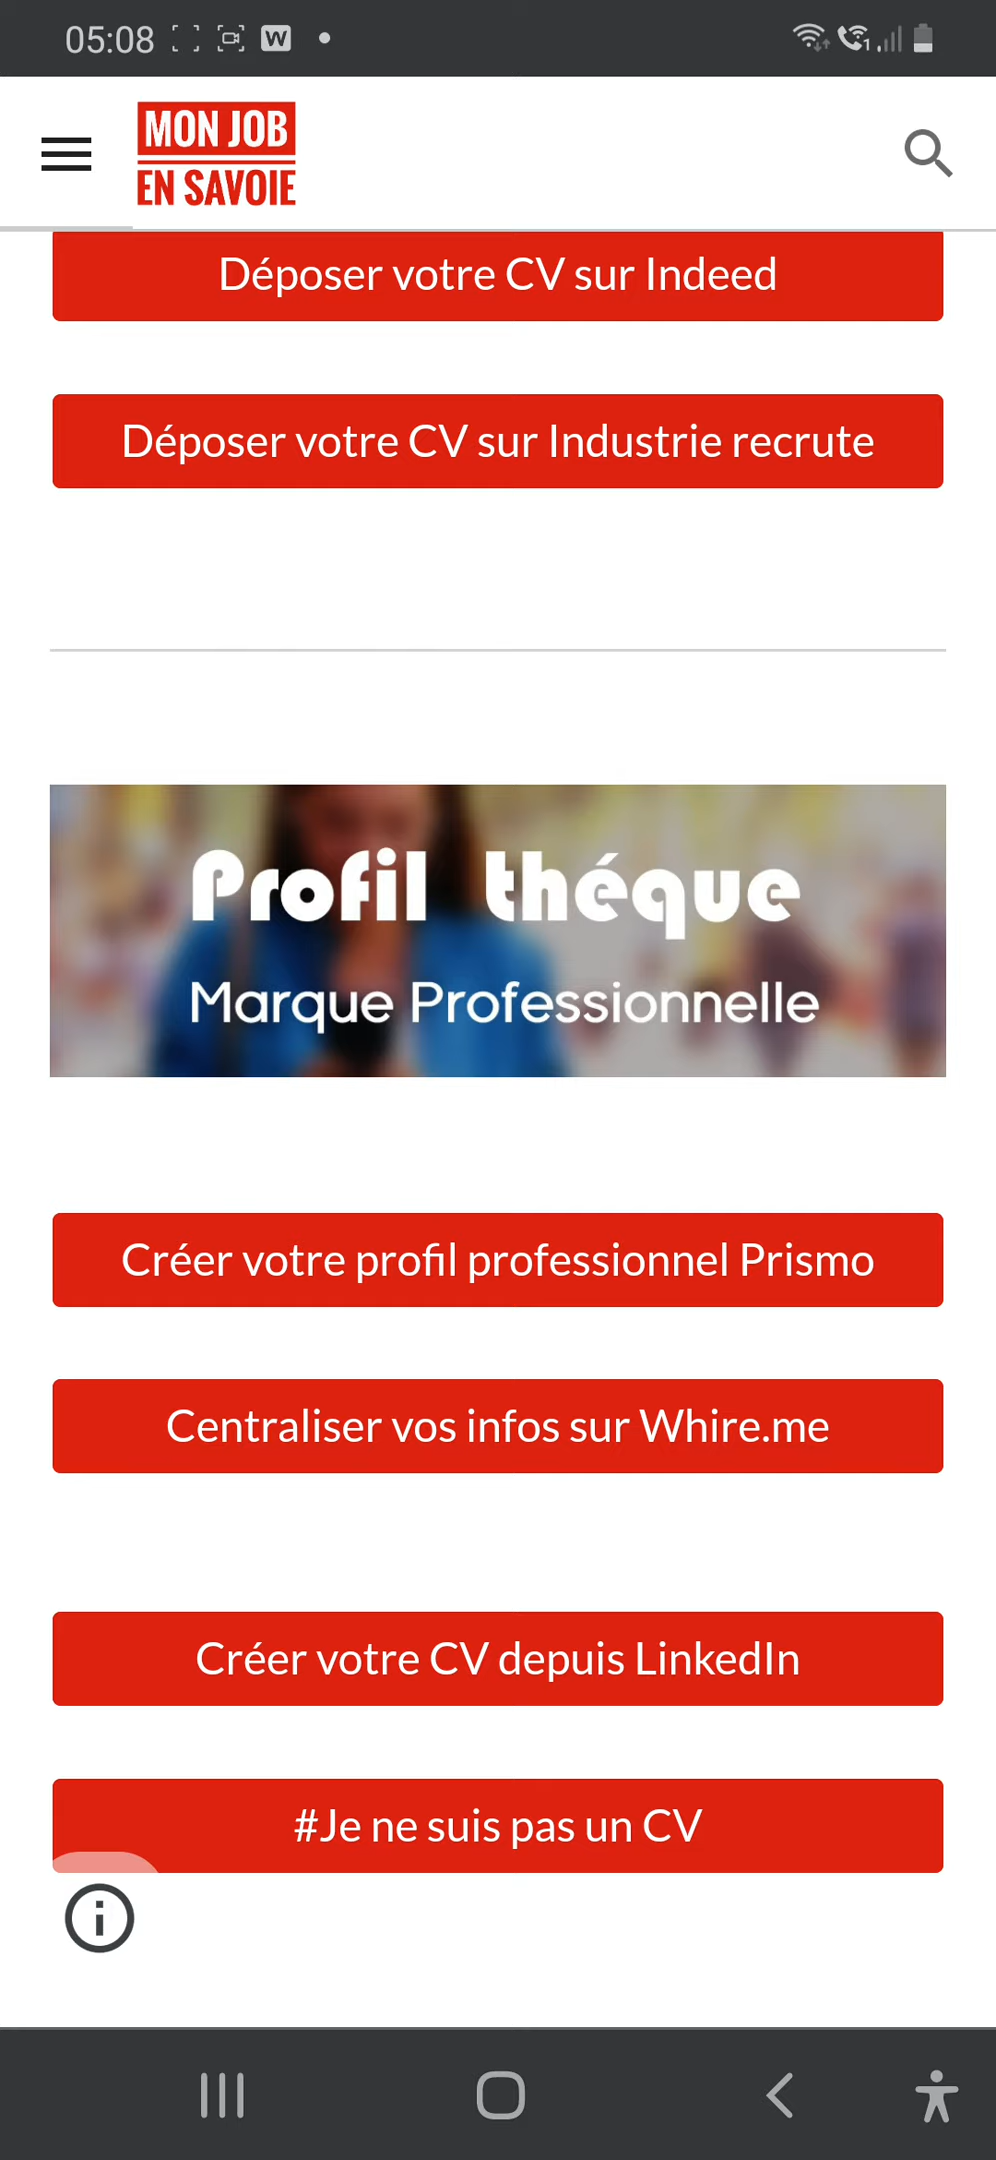 05:08 W
MON JOB
EN SAVOIE
Déposer votre CV sur Indeed
Déposer votre CV sur Industrie recrute
Profil théque
Marque Professionnelle
Créer votre profil professionnel Prismo
Centraliser vos infos sur Whire.me
Créer votre CV depuis LinkedIn
#Je ne suis pas un CV